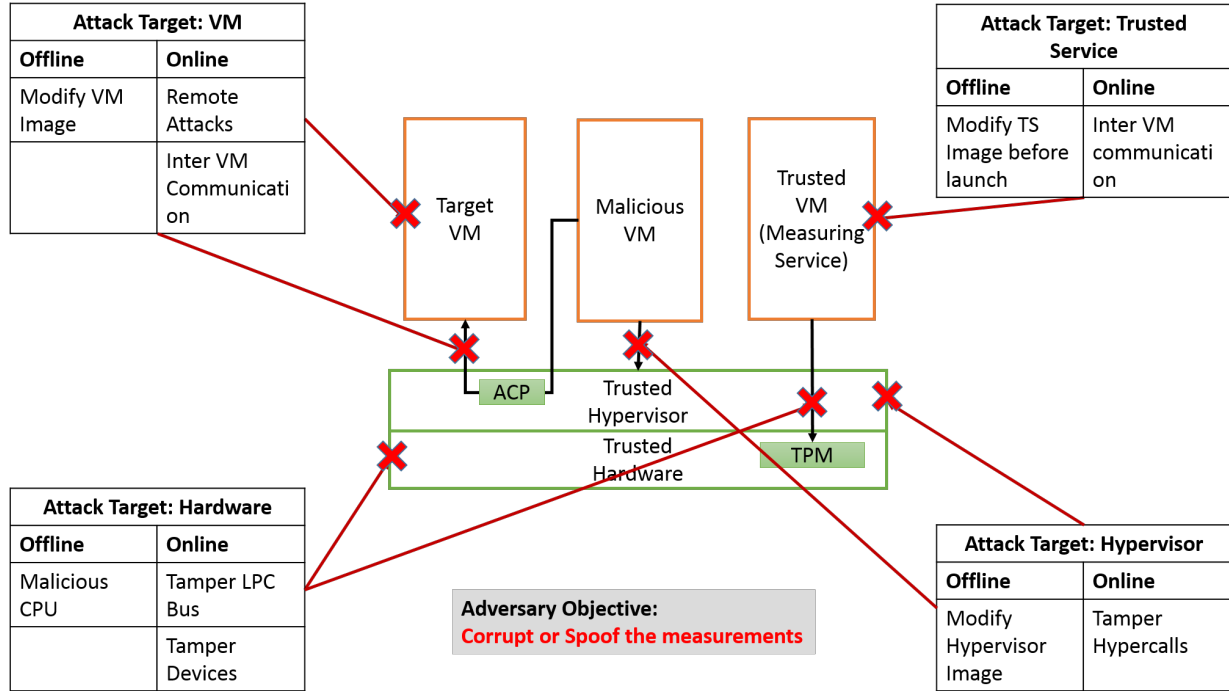 Attack Target: VM
Offline
Online
Modify VM
Image
Remote
Attacks
Inter VM
Communicati
on
Attack Target: Trusted
Service
Offline
Online
Modify TS
Image before
launch
Inter VM
communicati
on
Target
VM
Malicious
VM
Trusted
VM
(Measuring
Service)
ACP
Trusted
Hypervisor
Trusted
Hardware
TPM
Attack Target: Hardware
Offline
Online
Malicious
CPU
Tamper LPC
Bus
Tamper
Devices
Adversary Objective:
Corrupt or Spoof the measurements
Attack Target: Hypervisor
Offline
Online
Modify
Hypervisor
Image
Tamper
Hypercalls